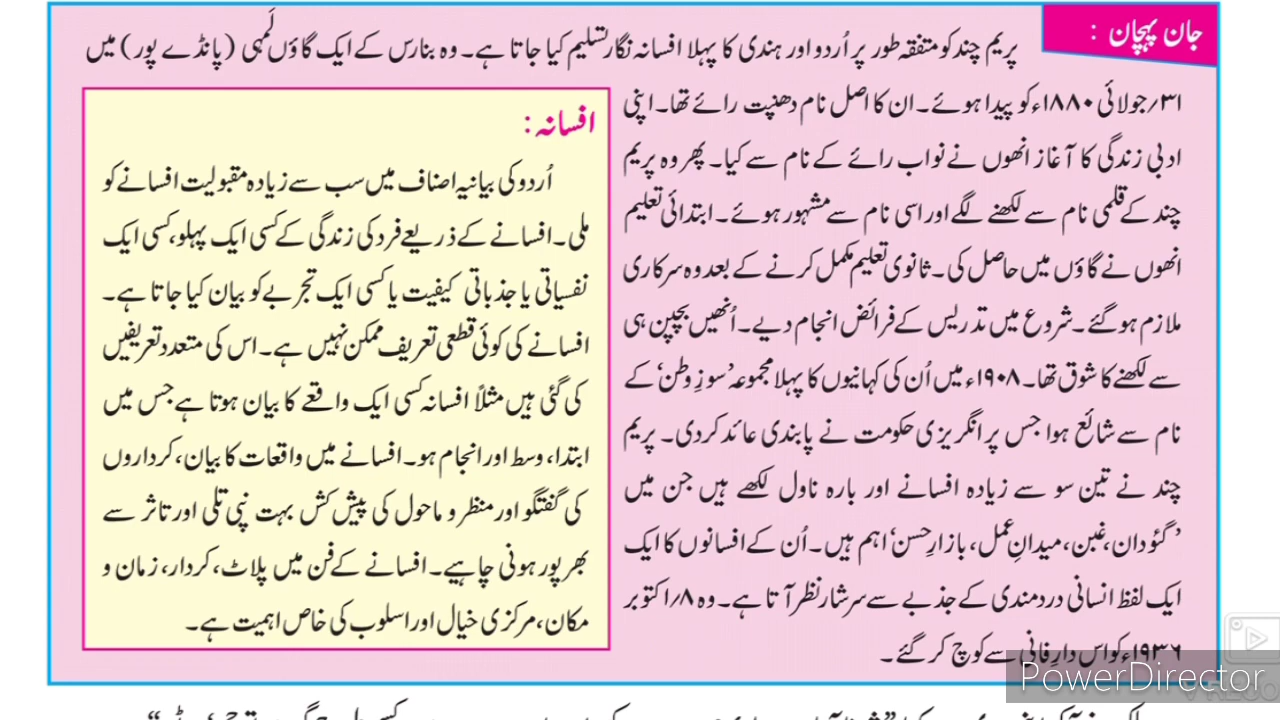 جان پہچان :
پریم چند کو متفقہ طور پر اُردو اور ہندی کا پہلا افسانہ نگار تسلیم کیا جاتا ہے۔ وہ بنارس کے ایک گاؤں لَمہی (پانڈے پور) میں
۳۱؍جولائی ۱۸۸۰ء کو پیدا ہوئے۔ ان کا اصل نام دھنپت رائے تھا۔ اپنی
ادبی زندگی کا آغاز انھوں نے نواب رائے کے نام سے کیا۔ پھر وہ پریم
چند کے قلمی نام سے لکھنے لگے اور اسی نام سے مشہور ہوئے۔ ابتدائی تعلیم
انھوں نے گاؤں میں حاصل کی۔ ثانوی تعلیم مکمل کرنے کے بعد وہ سرکاری
ملازم ہو گئے۔ شروع میں تدریس کے فرائض انجام دیے۔ اُنھیں بچپن ہی
سے لکھنے کا شوق تھا۔ ۱۹۰۸ء میں اُن کی کہانیوں کا پہلا مجموعہ ’سوزِ وطن‘ کے
نام سے شائع ہوا جس پر انگریزی حکومت نے پابندی عائد کر دی۔ پریم
چند نے تین سو سے زیادہ افسانے اور بارہ ناول لکھے ہیں جن میں
’گئودان، غبن، میدانِ عمل، بازارِ حسن‘ اہم ہیں۔ اُن کے افسانوں کا ایک
ایک لفظ انسانی دردمندی کے جذبے سے سرشار نظر آتا ہے۔ وہ ۸؍اکتوبر
۱۹۳۶ء کو اس دارِ فانی سے کوچ کر گئے۔
افسانہ :
اُردو کی بیانیہ اصناف میں سب سے زیادہ مقبولیت افسانے کو
ملی۔ افسانے کے ذریعے فرد کی زندگی کے کسی ایک پہلو، کسی ایک
نفسیاتی یا جذباتی کیفیت یا کسی ایک تجربے کو بیان کیا جاتا ہے۔
افسانے کی کوئی قطعی تعریف ممکن نہیں ہے۔ اس کی متعدد تعریفیں
کی گئی ہیں مثلاً افسانہ کسی ایک واقعے کا بیان ہوتا ہے جس میں
ابتدا، وسط اور انجام ہو۔ افسانے میں واقعات کا بیان، کرداروں
کی گفتگو اور منظر و ماحول کی پیش کش بہت نپی تلی اور تاثر سے
بھرپور ہونی چاہیے۔ افسانے کے فن میں پلاٹ، کردار، زمان و
مکان، مرکزی خیال اور اسلوب کی خاص اہمیت ہے۔
PowerDirector